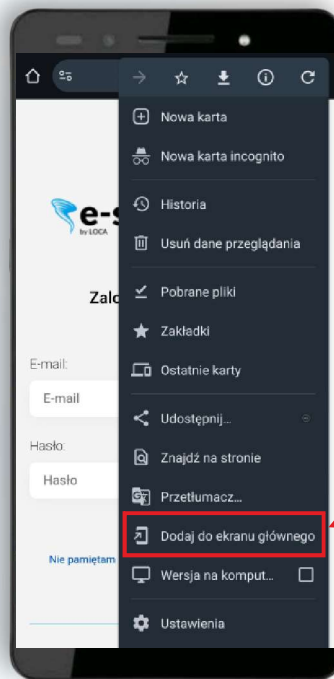 Nowa karta
Nowa karta incognito
Historia
Usuń dane przeglądania
Pobrane pliki
Zakładki
Ostatnie karty
Udostępnij...
Znajdź na stronie
Przetłumacz...
Dodaj do ekranu głównego
Wersja na komput...
Ustawienia
e-s
by LOCA
Zalo
E-mail:
E-mail
Hasło:
Hasło
Nie pamiętam